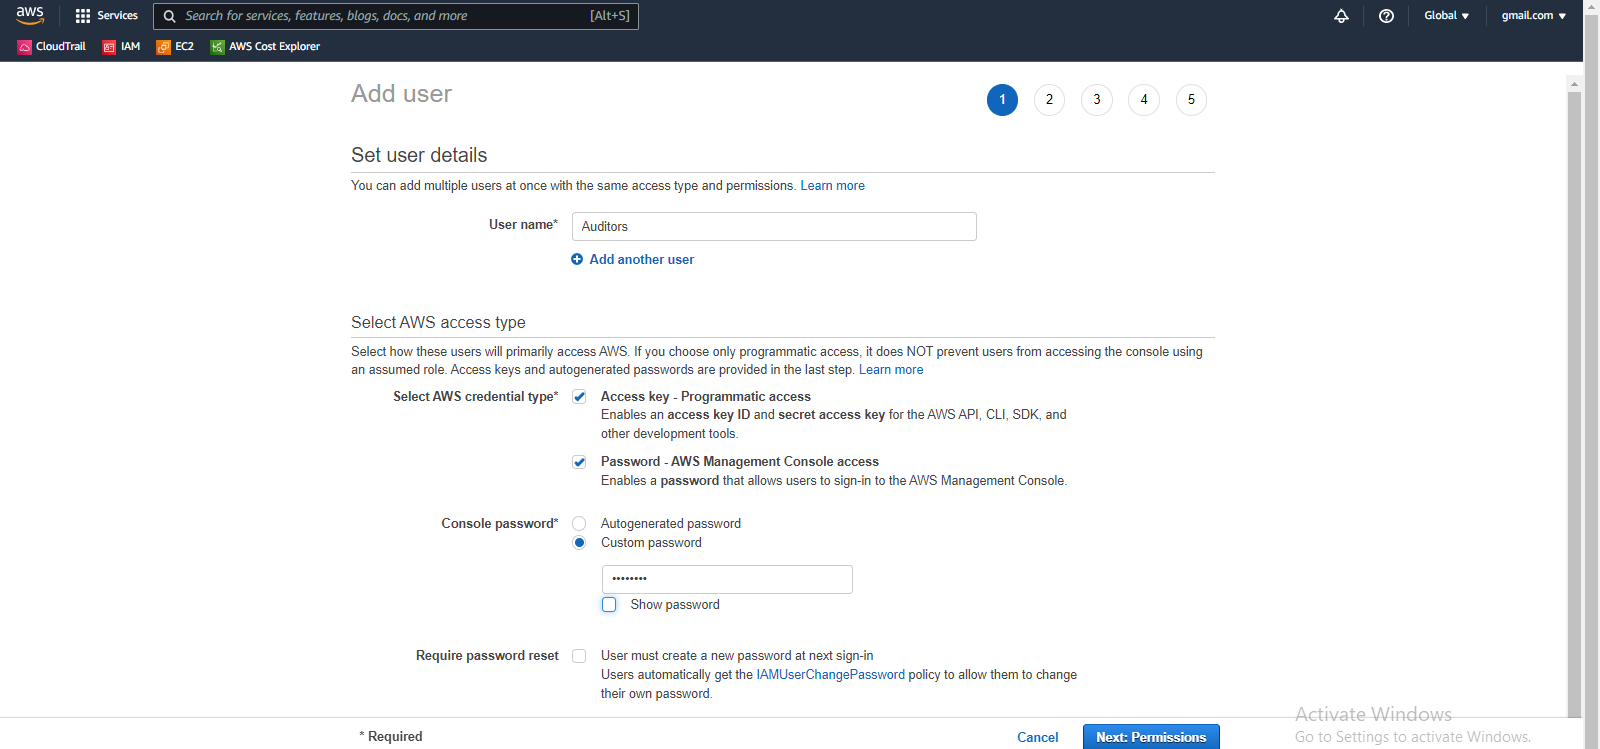 aws Services Search for services, features, blogs, docs, and more [Alt+S] Global ▼ gmail.com ▼
CloudTrail IAM EC2 AWS Cost Explorer
Add user 1 2 3 4 5
Set user details
You can add multiple users at once with the same access type and permissions. Learn more
User name* Auditors
Add another user
Select AWS access type
Select how these users will primarily access AWS. If you choose only programmatic access, it does NOT prevent users from accessing the console using
an assumed role. Access keys and autogenerated passwords are provided in the last step. Learn more
Select AWS credential type* Access key - Programmatic access
Enables an access key ID and secret access key for the AWS API, CLI, SDK, and
other development tools.
Password - AWS Management Console access
Enables a password that allows users to sign-in to the AWS Management Console.
Console password* Autogenerated password
Custom password
••••••••
Show password
Require password reset User must create a new password at next sign-in
Users automatically get the IAMUserChangePassword policy to allow them to change
their own password.
Activate Windows
* Required Cancel Next: Permissions Go to Settings to activate Windows.